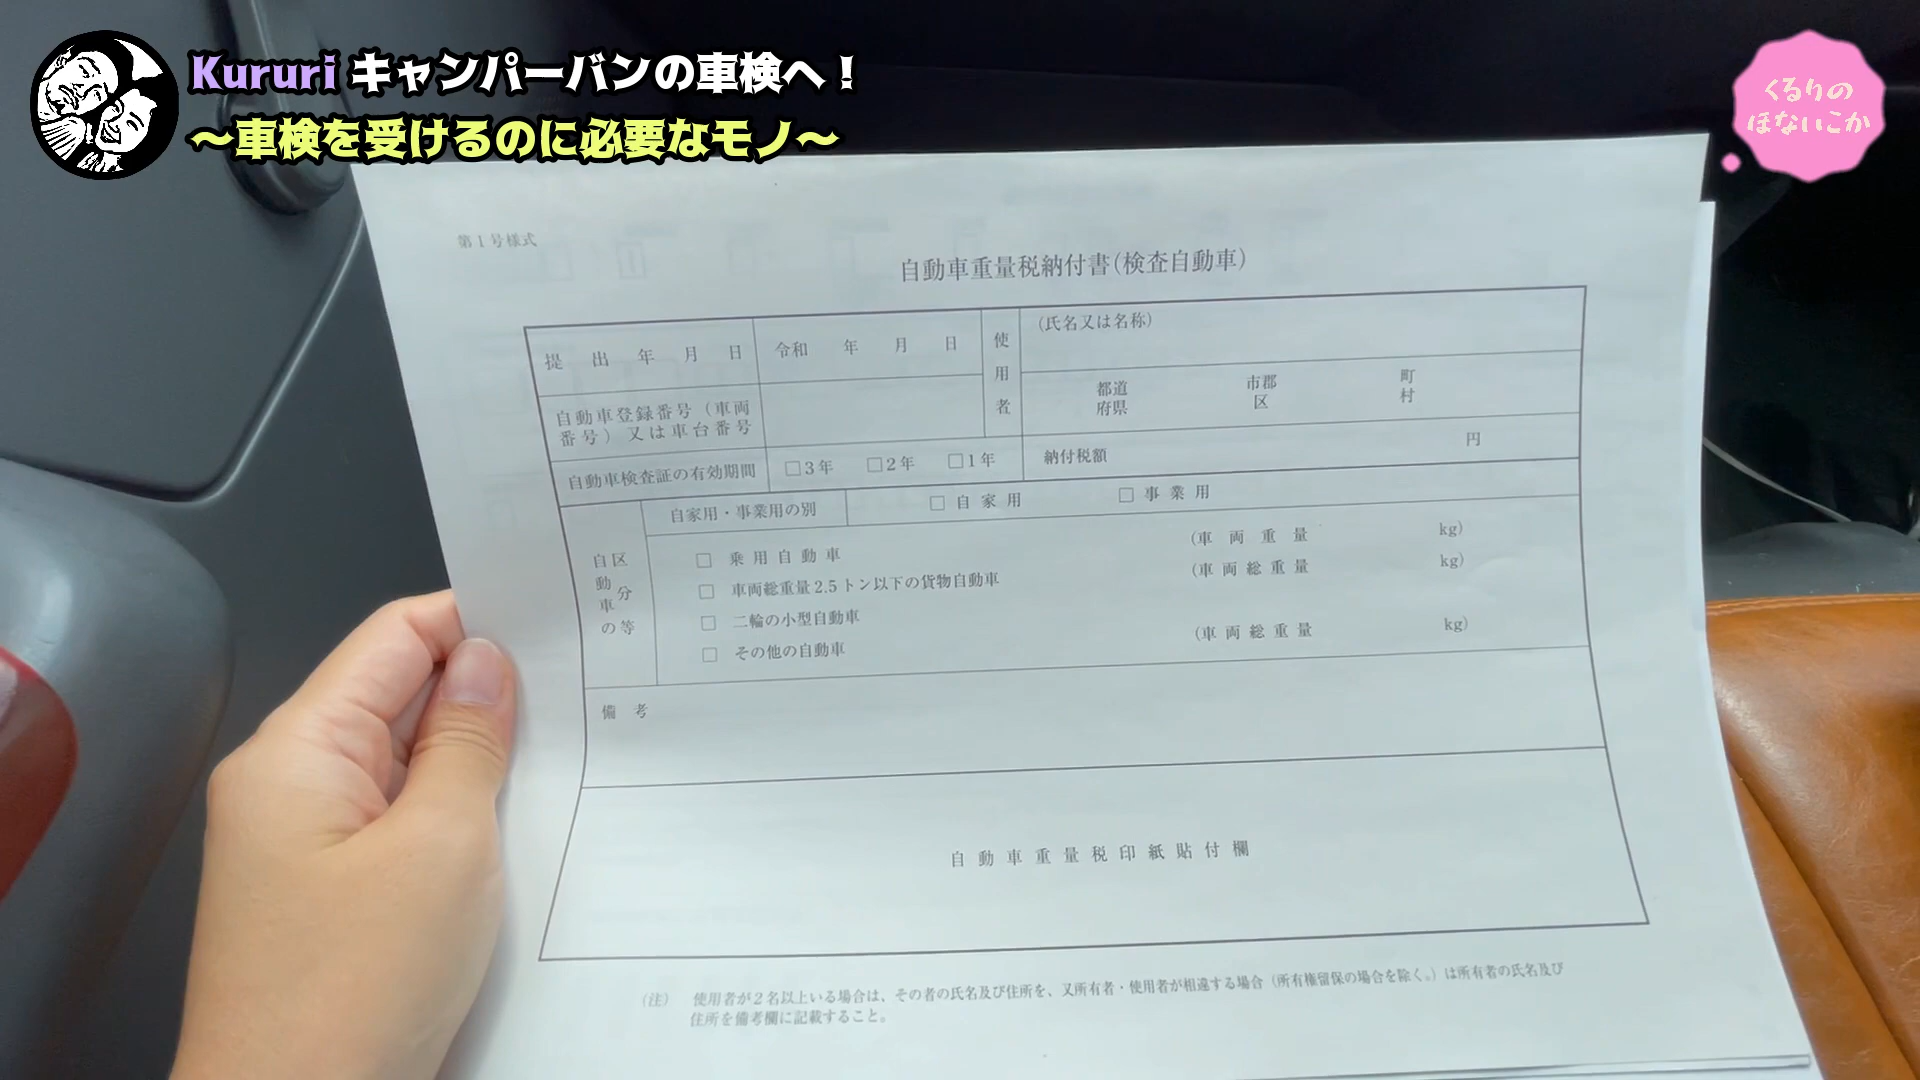 Kururi キャンパーバンの車検へ！
～車検を受けるのに必要なモノ～
くるりの
ほないこか
第1号様式
自動車重量税納付書（検査自動車）
提出年月日
令和 年 月 日
使用者
（氏名又は名称）
都道府県
市郡区
町村
自動車登録番号（車両番号）又は車台番号
自動車検査証の有効期間
□3年 □2年 □1年
納付税額 円
自家用・事業用の別
□ 自家用 □ 事業用
自動車の区分等
□ 乗用自動車 （車両重量 kg）
□ 車両総重量2.5トン以下の貨物自動車 （車両総重量 kg）
□ 二輪の小型自動車
□ その他の自動車 （車両総重量 kg）
備考
自動車重量税印紙貼付欄
（注） 使用者が2名以上いる場合は、その者の氏名及び住所を、又所有者・使用者が相違する場合（所有権留保の場合を除く。）は所有者の氏名及び
住所を備考欄に記載すること。